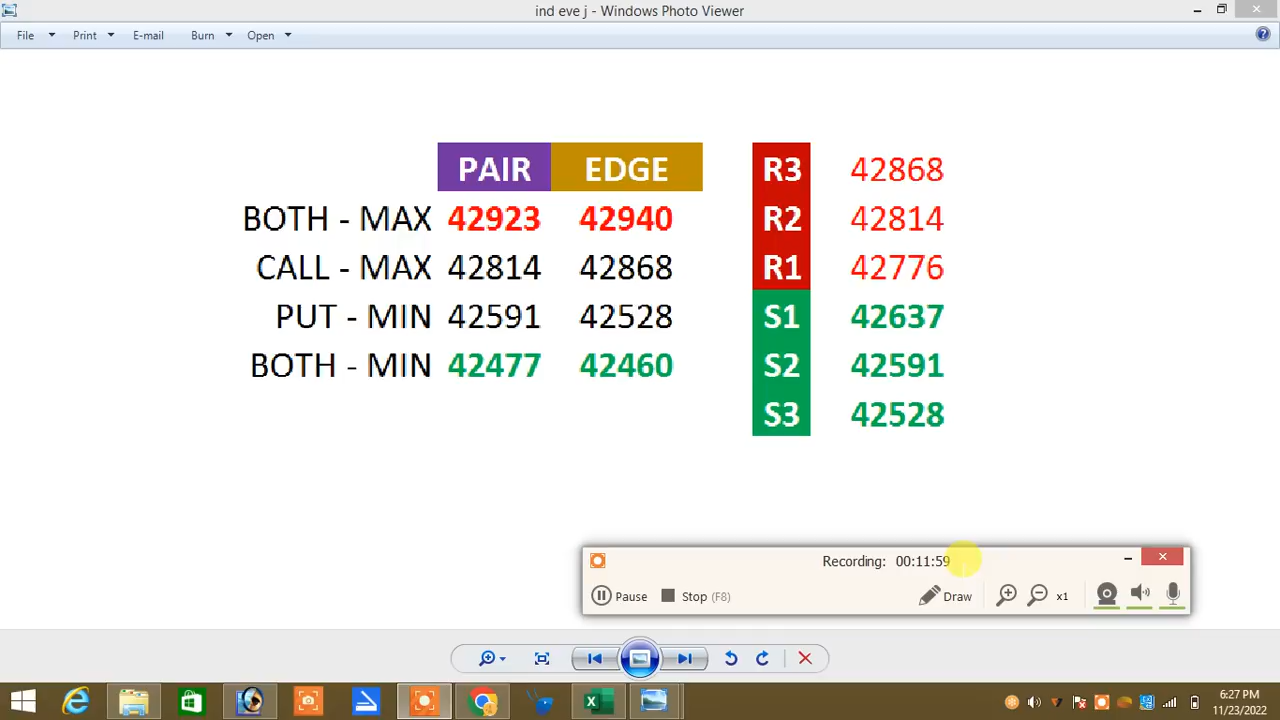 ind eve j - Windows Photo Viewer
File Print E-mail Burn Open
PAIR EDGE R3 42868
BOTH - MAX 42923 42940 R2 42814
CALL - MAX 42814 42868 R1 42776
PUT - MIN 42591 42528 S1 42637
BOTH - MIN 42477 42460 S2 42591
S3 42528
Recording: 00:11:59
Pause Stop (F8) Draw x1
6:27 PM
11/23/2022